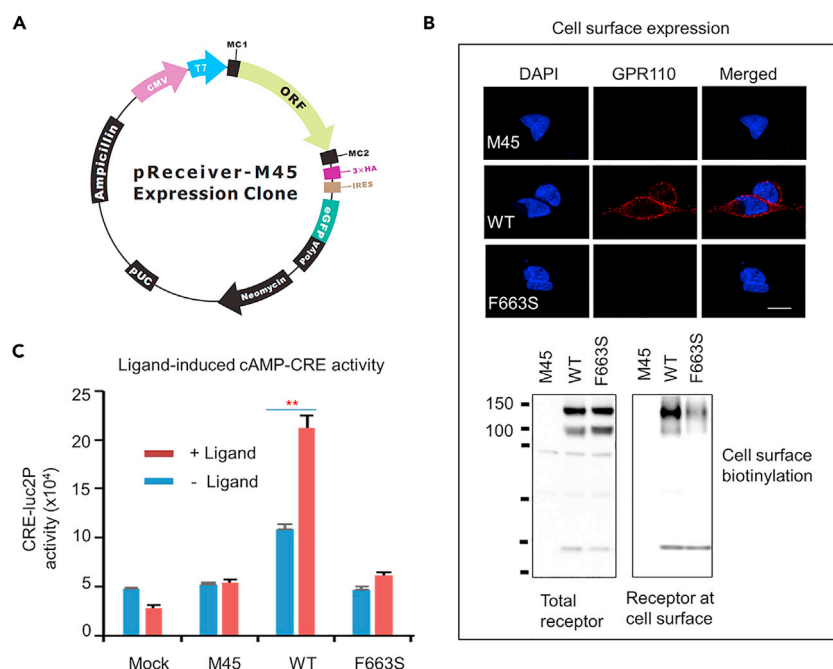 A
MC1
T7
CMV
ORF
Ampicillin
pReceiver-M45
Expression Clone
MC2
3×HA
IRES
eGFP
PolyA
Neomycin
pUC
B
Cell surface expression
DAPI
GPR110
Merged
M45
WT
F663S
M45
WT
F663S
M45
WT
F663S
150
100
Cell surface
biotinylation
Total
receptor
Receptor at
cell surface
C
Ligand-induced cAMP-CRE activity
25
20
15
10
5
0
CRE-luc2P
activity (x10⁴)
**
+ Ligand
- Ligand
Mock
M45
WT
F663S